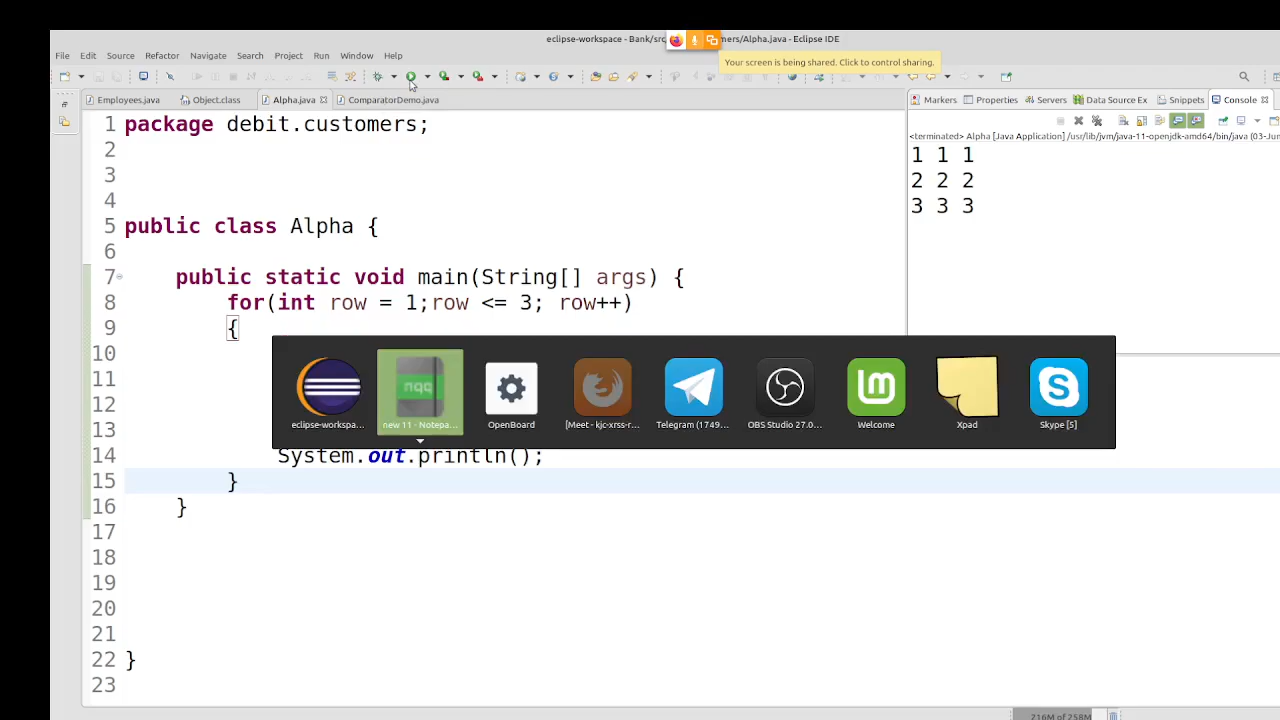 eclipse-workspace - Bank/src
mers/Alpha.java - Eclipse IDE
File Edit Source Refactor Navigate Search Project Run Window Help
Your screen is being shared. Click to control sharing.
Employees.java Object.class Alpha.java ComparatorDemo.java
Markers Properties Servers Data Source Ex Snippets Console
<terminated> Alpha [Java Application] /usr/lib/jvm/java-11-openjdk-amd64/bin/java (03-Jun
1 1 1
2 2 2
3 3 3
1 package debit.customers;
2
3
4
5 public class Alpha {
6
7 public static void main(String[] args) {
8 for(int row = 1;row <= 3; row++)
9 {
10
11
12
13
nqq
eclipse-workspa... new 11 - Notepa... OpenBoard [Meet - kjc-xrss-r... Telegram (1749... OBS Studio 27.0... Welcome Xpad Skype [5]
14 System.out.println();
15 }
16 }
17
18
19
20
21
22 }
23
216M of 258M